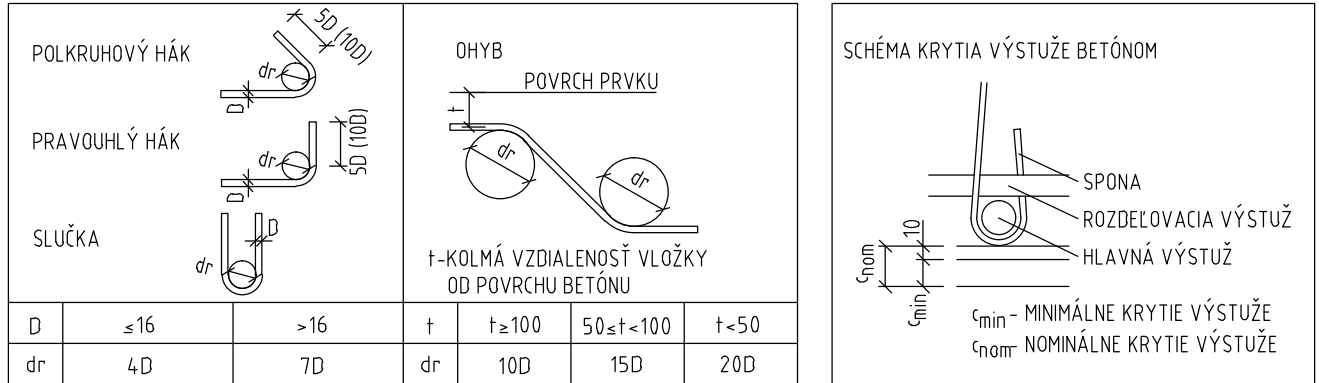 POLKRUHOVÝ HÁK
5D (10D)
dr
D
PRAVOUHLÝ HÁK
5D (10D)
dr
D
SLUČKA
D
dr
OHYB
POVRCH PRVKU
t
dr
dr
t-KOLMÁ VZDIALENOSŤ VLOŽKY
OD POVRCHU BETÓNU
D ≤16 >16
dr 4D 7D
t t≥100 50≤t<100 t<50
dr 10D 15D 20D
SCHÉMA KRYTIA VÝSTUŽE BETÓNOM
SPONA
ROZDEĽOVACIA VÝSTUŽ
HLAVNÁ VÝSTUŽ
10
cnom
cmin
cmin - MINIMÁLNE KRYTIE VÝSTUŽE
cnom- NOMINÁLNE KRYTIE VÝSTUŽE